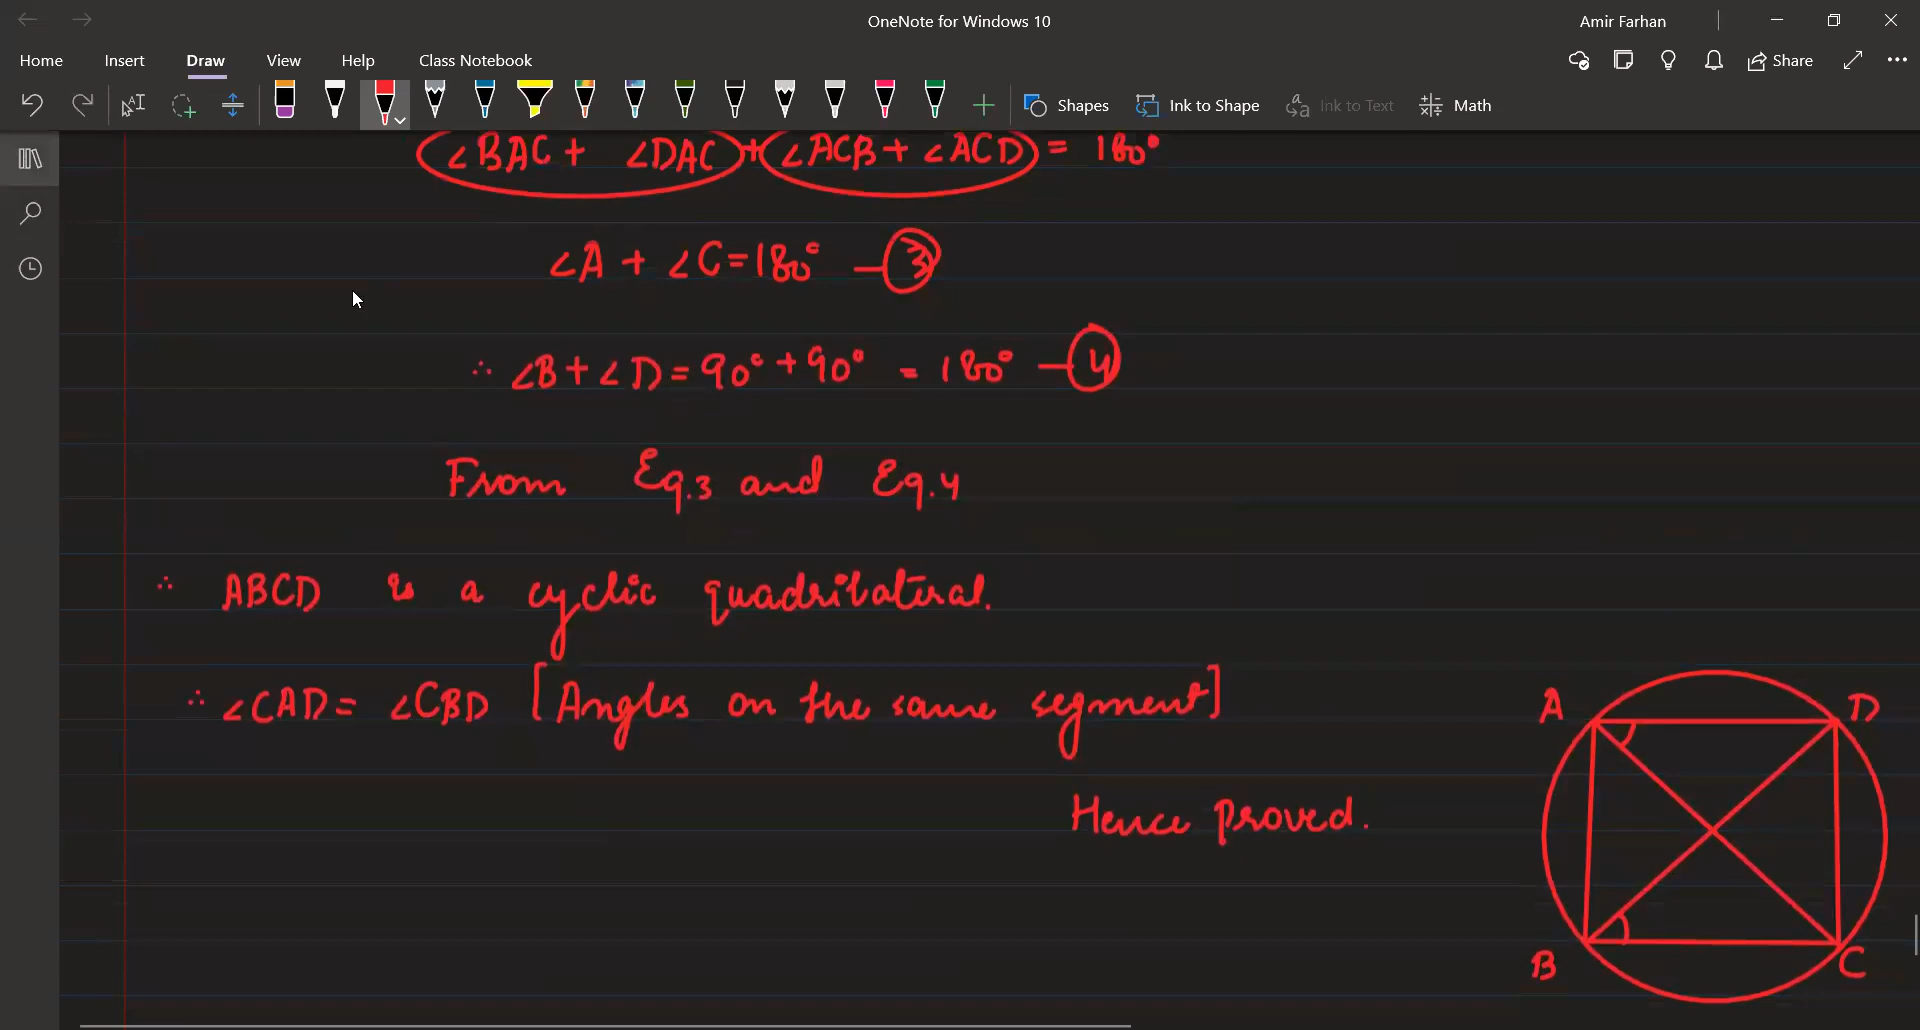 OneNote for Windows 10
Amir Farhan
Home Insert Draw View Help Class Notebook
Share
Shapes Ink to Shape Ink to Text Math
∠BAC + ∠DAC + ∠ACB + ∠ACD = 180°
∠A + ∠C = 180° — 3
∴ ∠B + ∠D = 90° + 90° = 180° — 4
From Eq.3 and Eq.4
∴ ABCD is a cyclic quadrilateral.
∴ ∠CAD = ∠CBD [Angles on the same segment]
Hence proved.
A D
B C